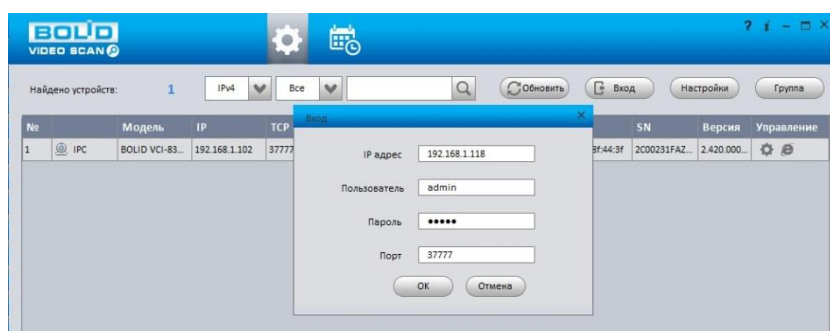 BOLID
VIDEO SCAN
? i
Найдено устройств: 1 IPv4 Все Обновить Вход Настройки Группа
№ Модель IP TCP SN Версия Управление
1 IPC BOLID VCI-83... 192.168.1.102 37777 3f:44:3f 2C00231FAZ... 2.420.000...
Вход
IP адрес 192.168.1.118
Пользователь admin
Пароль •••••
Порт 37777
OK Отмена